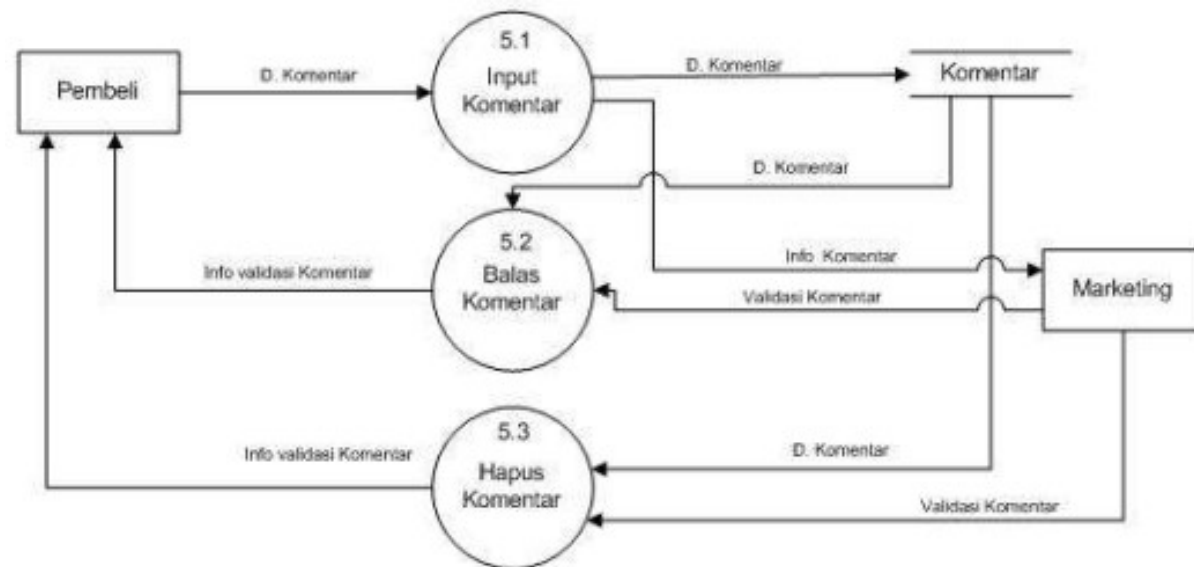 5.1
Input
Komentar
Pembeli
D. Komentar
D. Komentar
Komentar
D. Komentar
5.2
Balas
Komentar
Info validasi Komentar
Info Komentar
Validasi Komentar
Marketing
5.3
Hapus
Komentar
Info validasi Komentar
D. Komentar
Validasi Komentar